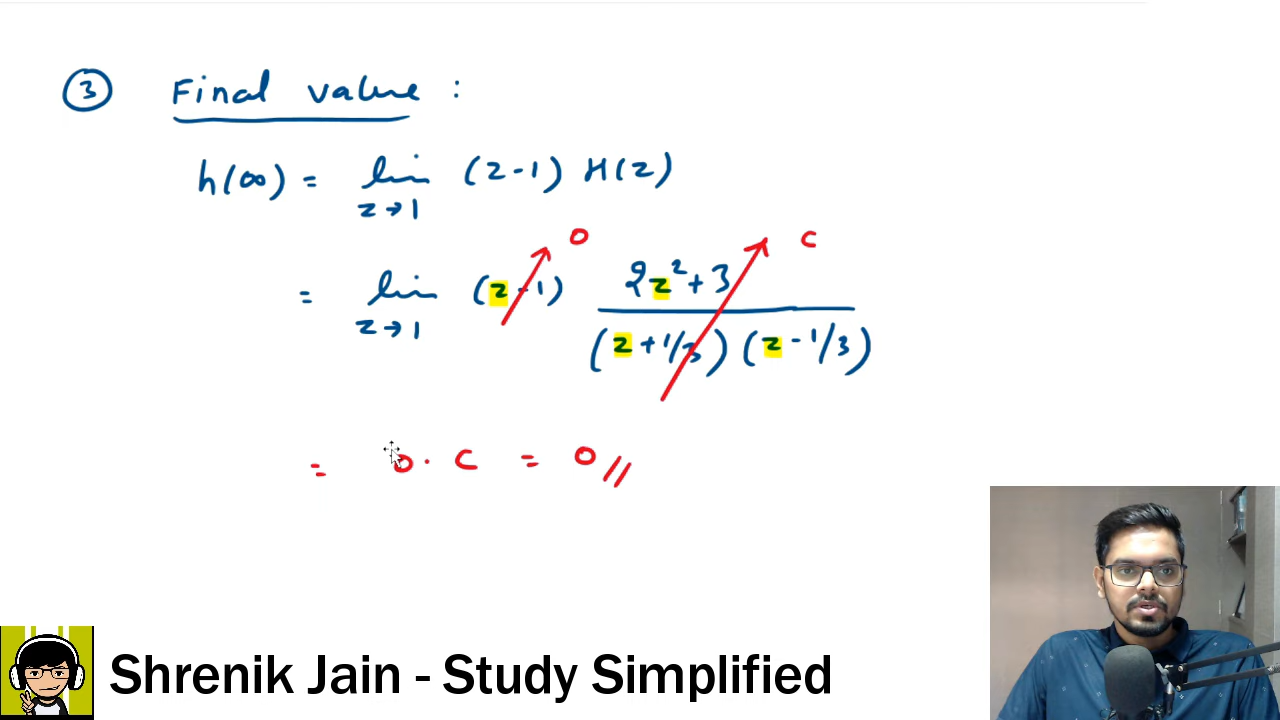 ③ Final value :
h(∞) = lim z→1 (z-1) H(z)
= lim z→1 (z-1) 0 2z²+3 / (z+1/3)(z-1/3) c
= 0 · c = 0 //
Shrenik Jain - Study Simplified